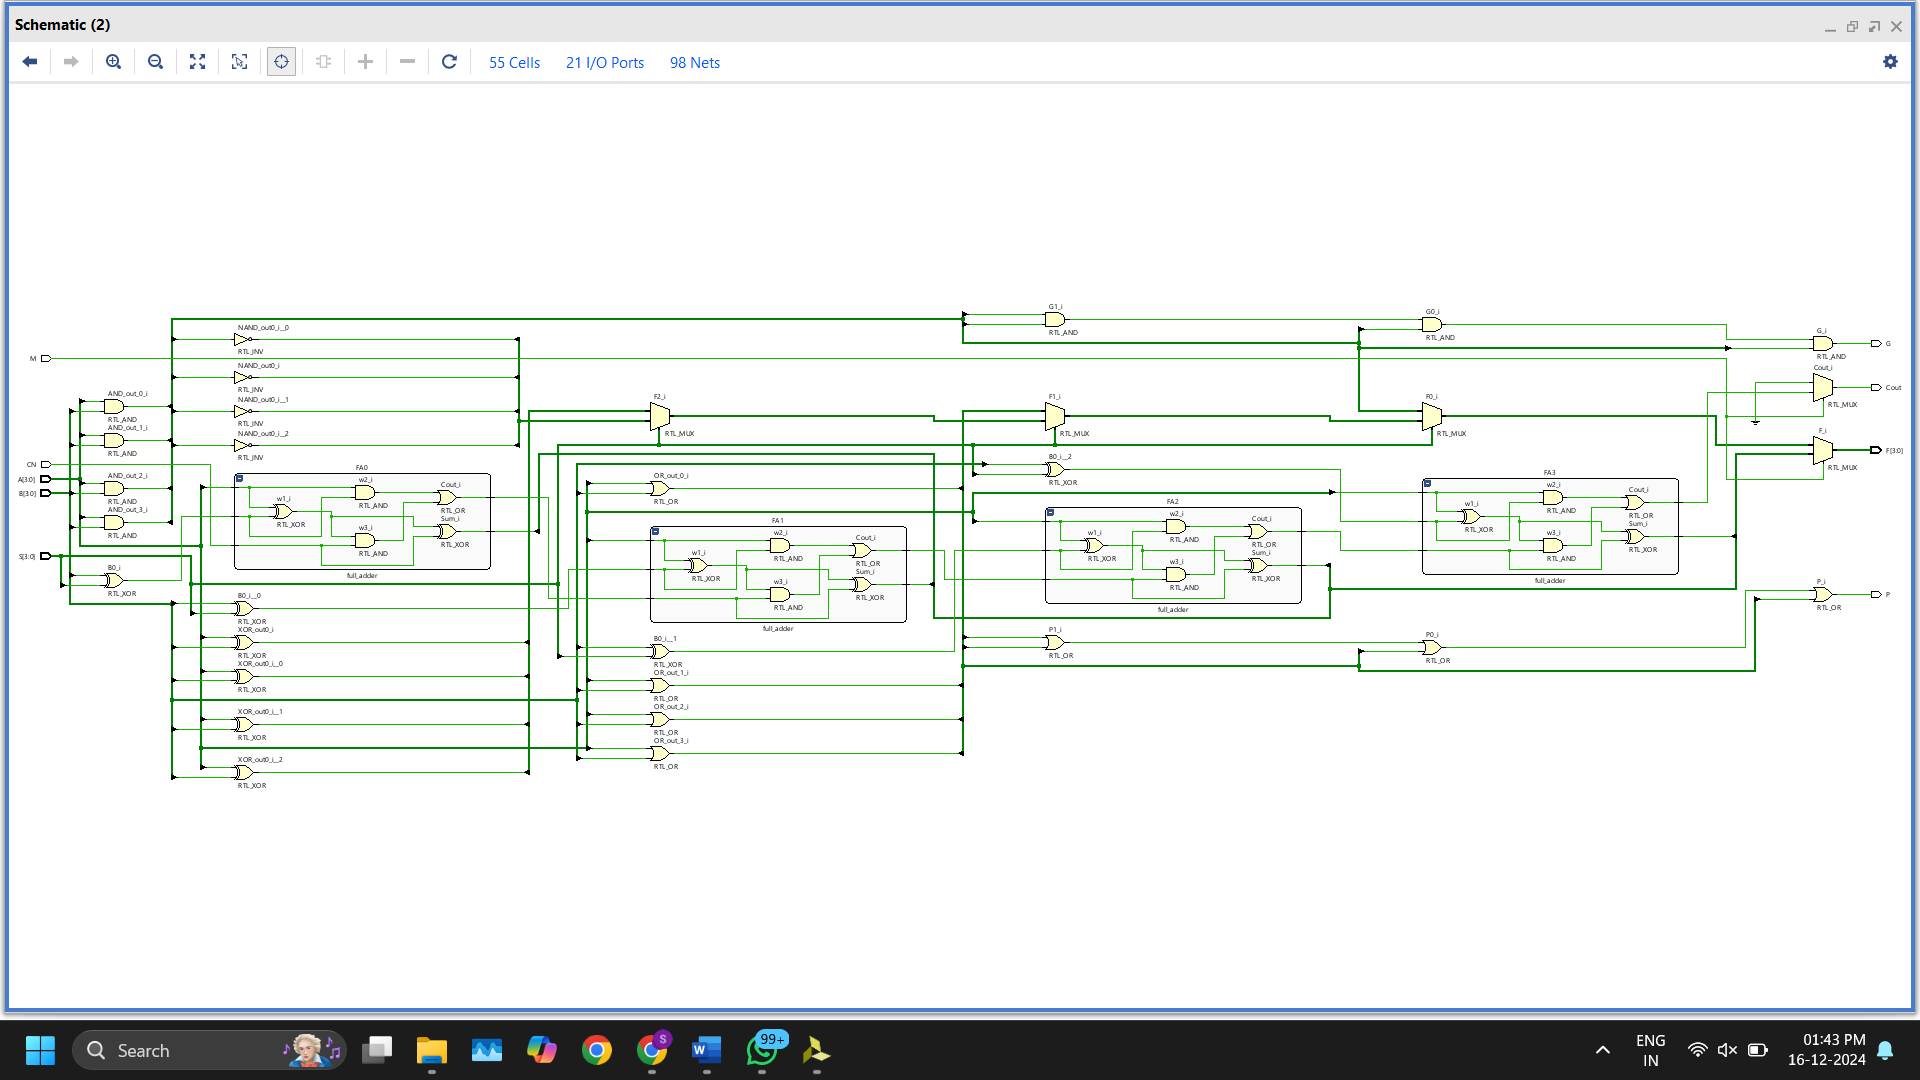 Schematic (2)
55 Cells 21 I/O Ports 98 Nets
G1_i
RTL_AND
G0_i
RTL_AND
NAND_out0_i__0
RTL_INV
G_i
RTL_AND
G
M
NAND_out0_i
RTL_INV
Cout_i
RTL_MUX
Cout
AND_out_0_i
RTL_AND
NAND_out0_i__1
RTL_INV
F2_i
RTL_MUX
F1_i
RTL_MUX
F0_i
RTL_MUX
AND_out_1_i
RTL_AND
NAND_out0_i__2
RTL_INV
F_i
RTL_MUX
F[3:0]
CN
A[3:0]
B[3:0]
AND_out_2_i
RTL_AND
AND_out_3_i
RTL_AND
FA0
w1_i
RTL_XOR
w2_i
RTL_AND
w3_i
RTL_AND
Cout_i
RTL_OR
Sum_i
RTL_XOR
full_adder
OR_out_0_i
RTL_OR
B0_i__2
RTL_XOR
FA1
w1_i
RTL_XOR
w2_i
RTL_AND
w3_i
RTL_AND
Cout_i
RTL_OR
Sum_i
RTL_XOR
full_adder
FA2
w1_i
RTL_XOR
w2_i
RTL_AND
w3_i
RTL_AND
Cout_i
RTL_OR
Sum_i
RTL_XOR
full_adder
FA3
w1_i
RTL_XOR
w2_i
RTL_AND
w3_i
RTL_AND
Cout_i
RTL_OR
Sum_i
RTL_XOR
full_adder
S[3:0]
B0_i
RTL_XOR
B0_i__0
RTL_XOR
XOR_out0_i
RTL_XOR
XOR_out0_i__0
RTL_XOR
XOR_out0_i__1
RTL_XOR
XOR_out0_i__2
RTL_XOR
B0_i__1
RTL_XOR
OR_out_1_i
RTL_OR
OR_out_2_i
RTL_OR
OR_out_3_i
RTL_OR
P1_i
RTL_OR
P0_i
RTL_OR
P_i
RTL_OR
P
Search
S
W
99+
ENG
IN
01:43 PM
16-12-2024